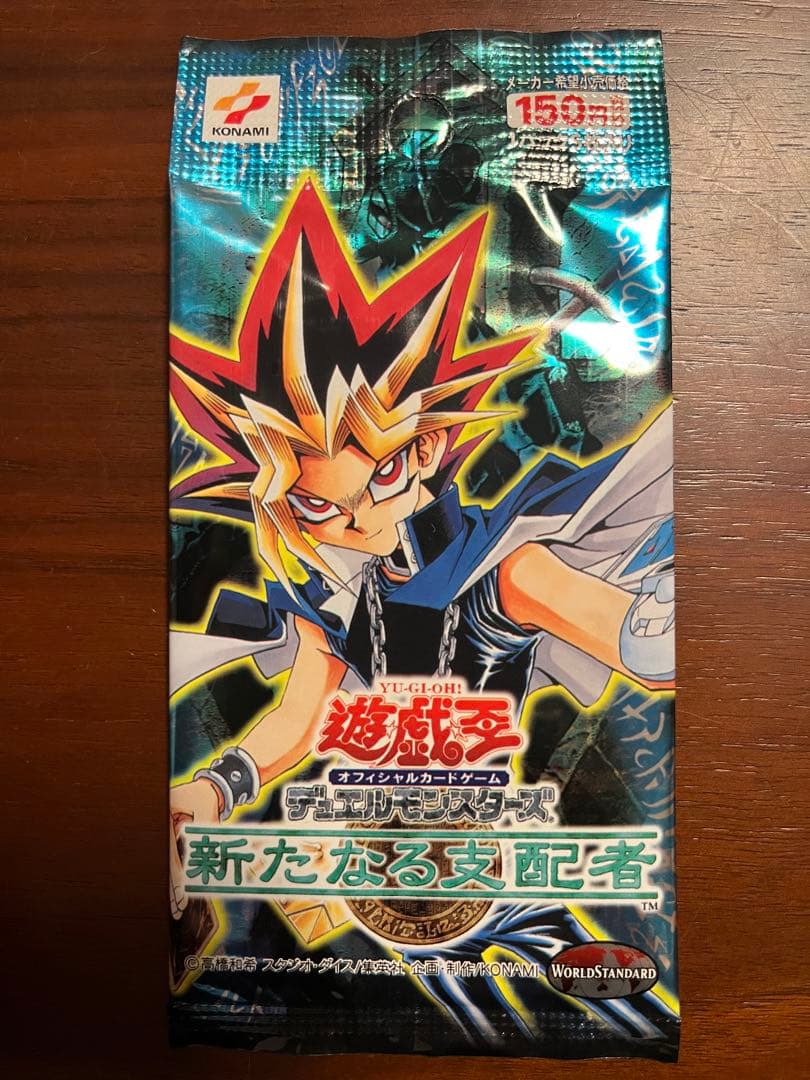 KONAMI
メーカー希望小売価格
150円
YU-GI-OH!
遊戯王
オフィシャルカードゲーム
デュエルモンスターズ
新たなる支配者
TM
©高橋和希 スタジオ・ダイス/集英社 企画・制作/KONAMI
WORLDSTANDARD